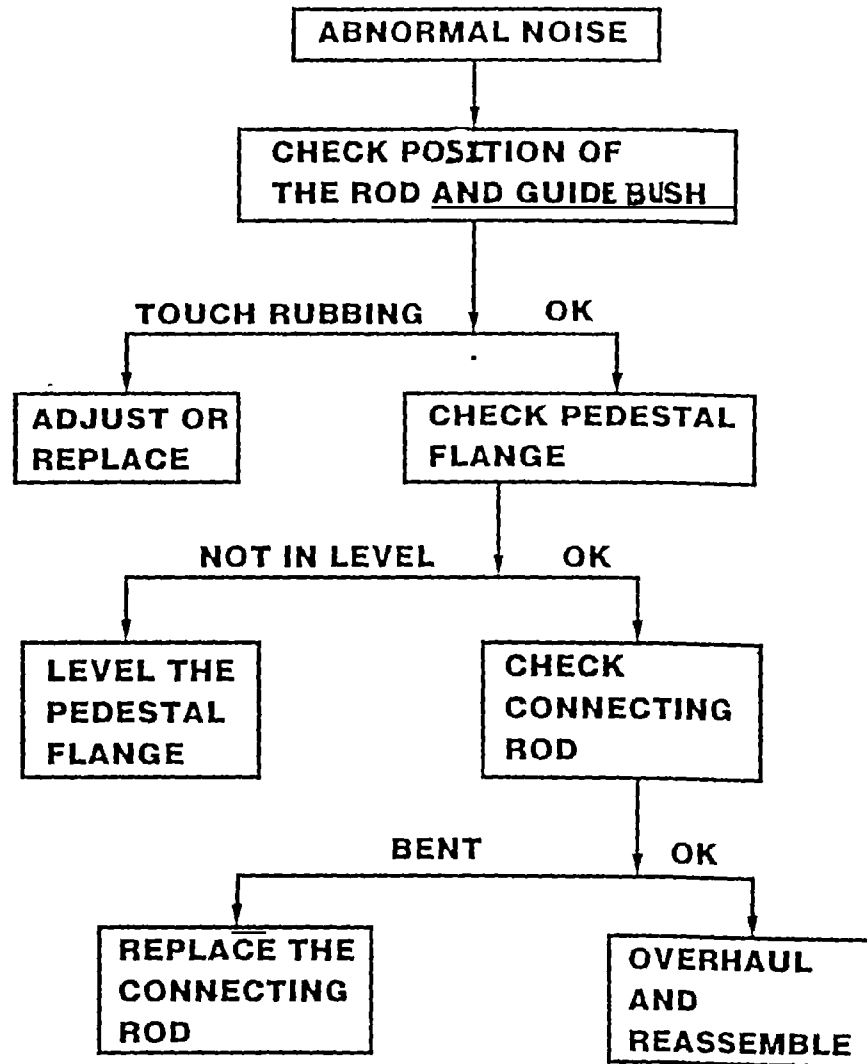 ABNORMAL NOISE
CHECK POSITION OF
THE ROD AND GUIDE BUSH
TOUCH RUBBING
OK
ADJUST OR
REPLACE
CHECK PEDESTAL
FLANGE
NOT IN LEVEL
OK
LEVEL THE
PEDESTAL
FLANGE
CHECK
CONNECTING
ROD
BENT
OK
REPLACE THE
CONNECTING
ROD
OVERHAUL
AND
REASSEMBLE